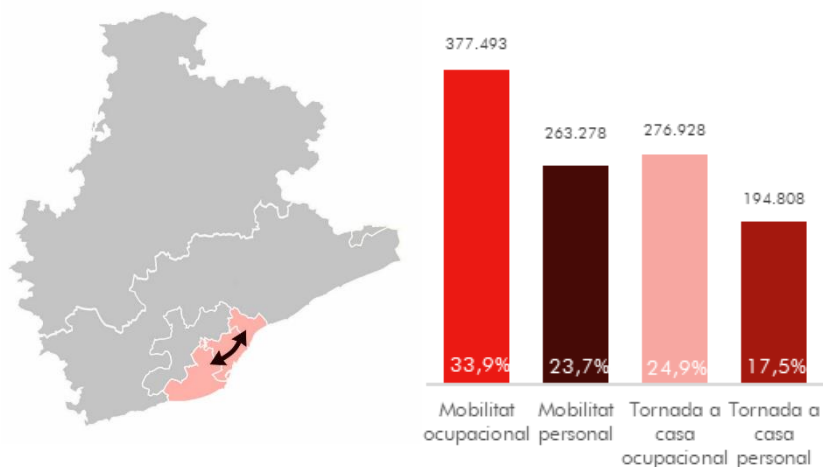 377.493
263.278
276.928
194.808
33,9%
23,7%
24,9%
17,5%
Mobilitat
ocupacional
Mobilitat
personal
Tornada a
casa
ocupacional
Tornada a
casa
personal